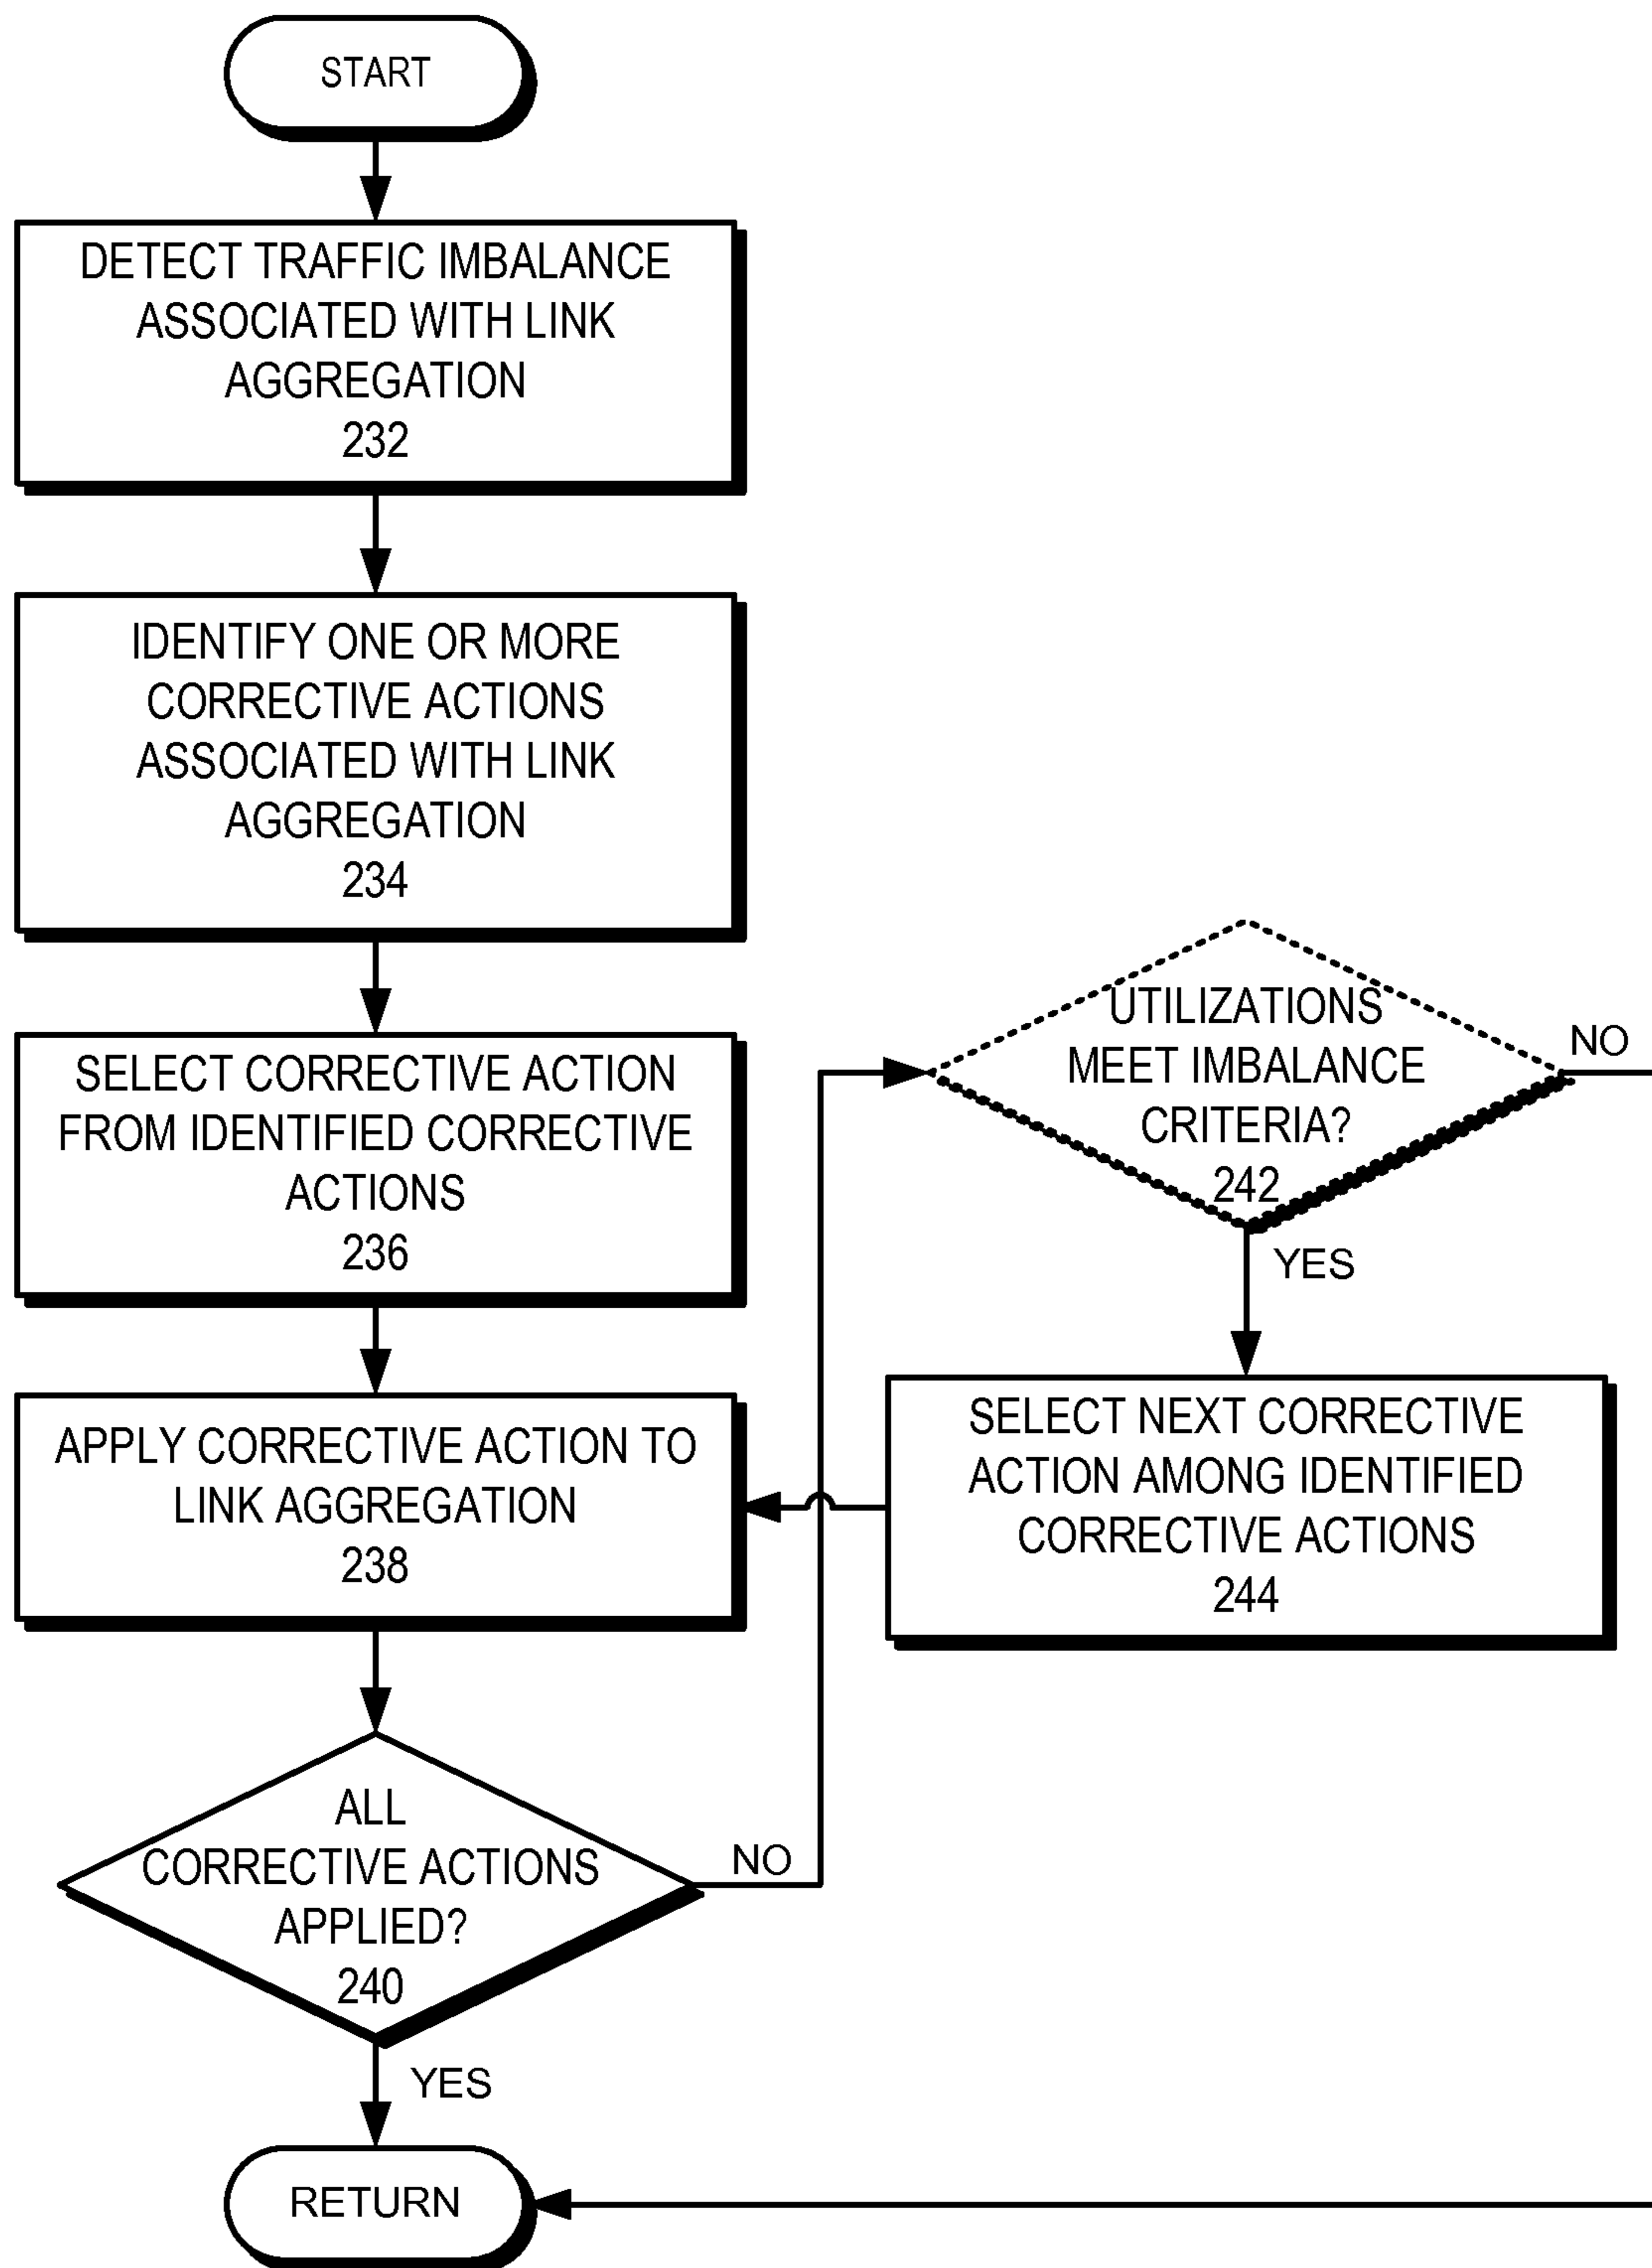 START
DETECT TRAFFIC IMBALANCE
ASSOCIATED WITH LINK
AGGREGATION
232
IDENTIFY ONE OR MORE
CORRECTIVE ACTIONS
ASSOCIATED WITH LINK
AGGREGATION
234
SELECT CORRECTIVE ACTION
FROM IDENTIFIED CORRECTIVE
ACTIONS
236
APPLY CORRECTIVE ACTION TO
LINK AGGREGATION
238
ALL
CORRECTIVE ACTIONS
APPLIED?
240
NO
YES
RETURN
UTILIZATIONS
MEET IMBALANCE
CRITERIA?
242
NO
YES
SELECT NEXT CORRECTIVE
ACTION AMONG IDENTIFIED
CORRECTIVE ACTIONS
244